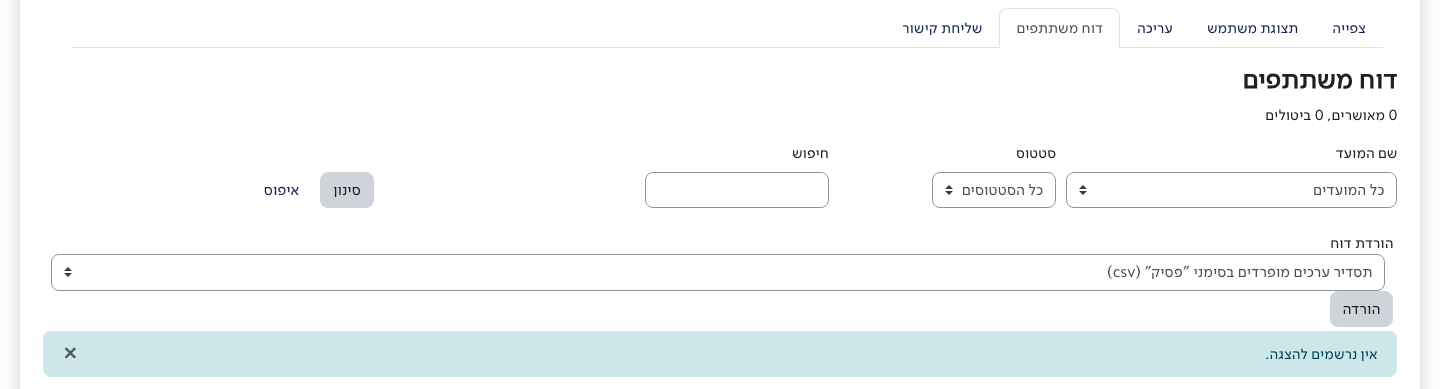 צפייה תצוגת משתמש עריכה דוח משתתפים שליחת קישור
דוח משתתפים
0 מאושרים, 0 ביטולים
שם המועד סטטוס חיפוש
כל המועדים כל הסטטוסים סינון איפוס
הורדת דוח
תסדיר ערכים מופרדים בסימני "פסיק" (csv)
הורדה
אין נרשמים להצגה. ×